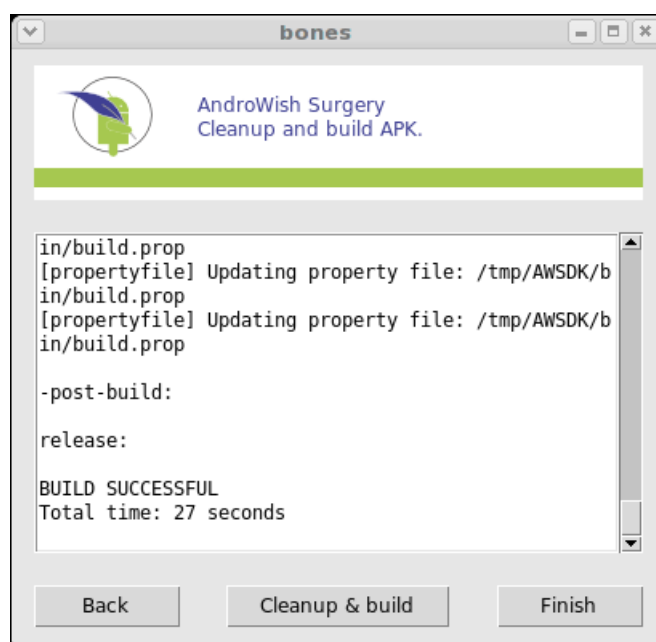 bones
AndroWish Surgery
Cleanup and build APK.
in/build.prop
[propertyfile] Updating property file: /tmp/AWSDK/b
in/build.prop
[propertyfile] Updating property file: /tmp/AWSDK/b
in/build.prop
-post-build:
release:
BUILD SUCCESSFUL
Total time: 27 seconds
Back
Cleanup & build
Finish